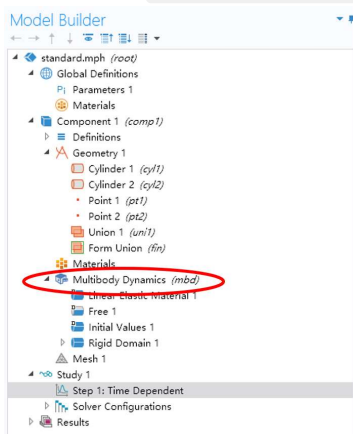 Model Builder
standard.mph (root)
Global Definitions
Pi Parameters 1
Materials
Component 1 (comp1)
Definitions
Geometry 1
Cylinder 1 (cyl1)
Cylinder 2 (cyl2)
Point 1 (pt1)
Point 2 (pt2)
Union 1 (uni1)
Form Union (fin)
Materials
Multibody Dynamics (mbd)
Linear Elastic Material 1
Free 1
Initial Values 1
Rigid Domain 1
Mesh 1
Study 1
Step 1: Time Dependent
Solver Configurations
Results